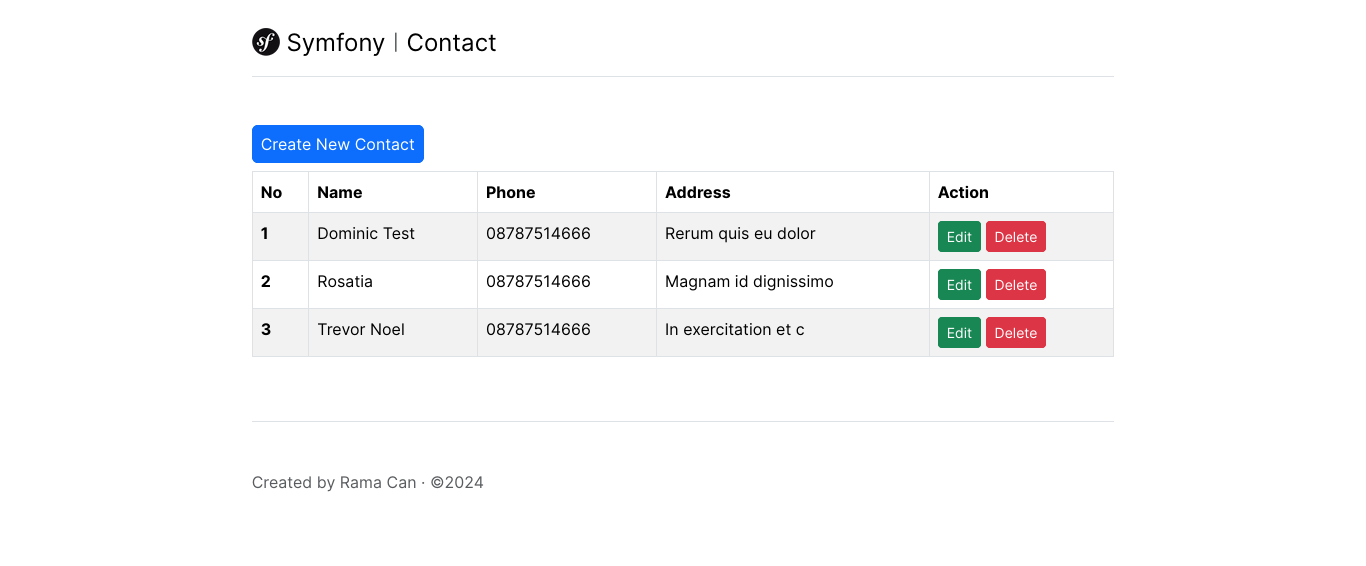 sf Symfony | Contact
Create New Contact
No Name Phone Address Action
1 Dominic Test 08787514666 Rerum quis eu dolor Edit Delete
2 Rosatia 08787514666 Magnam id dignissimo Edit Delete
3 Trevor Noel 08787514666 In exercitation et c Edit Delete
Created by Rama Can · ©2024